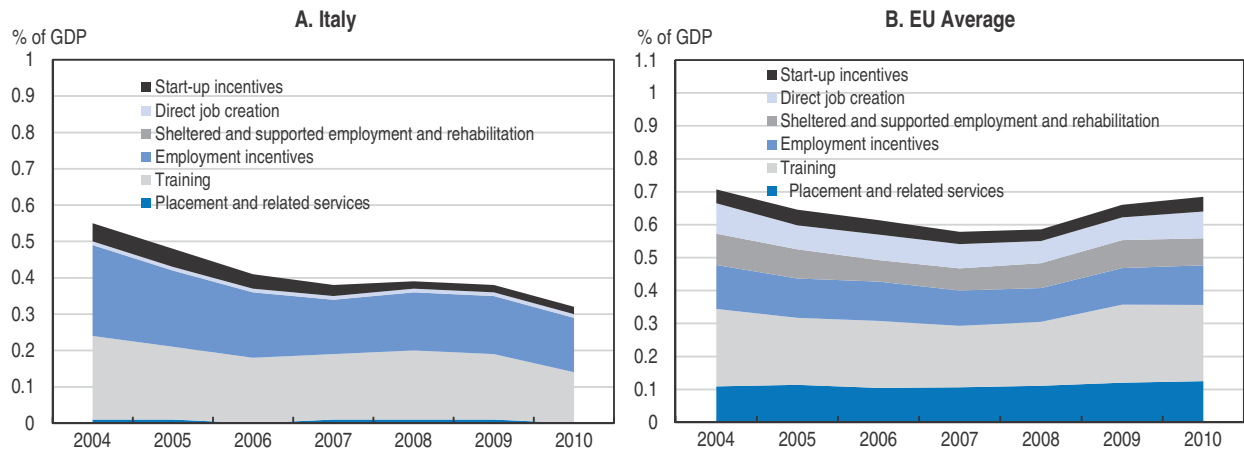 A. Italy
% of GDP
1
0.9
0.8
0.7
0.6
0.5
0.4
0.3
0.2
0.1
0
Start-up incentives
Direct job creation
Sheltered and supported employment and rehabilitation
Employment incentives
Training
Placement and related services
2004 2005 2006 2007 2008 2009 2010
B. EU Average
% of GDP
1.1
1
0.9
0.8
0.7
0.6
0.5
0.4
0.3
0.2
0.1
0
Start-up incentives
Direct job creation
Sheltered and supported employment and rehabilitation
Employment incentives
Training
Placement and related services
2004 2005 2006 2007 2008 2009 2010